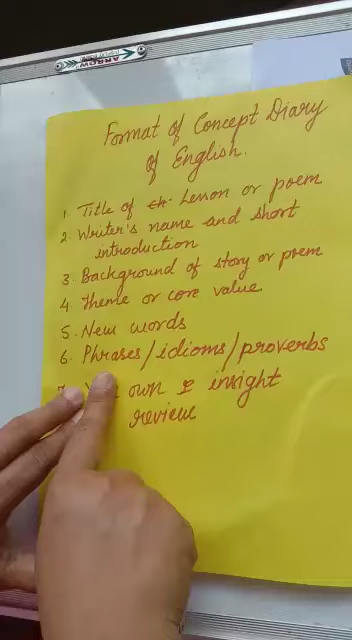 ARROW
Format of Concept Diary
of English.
1. Title of Lesson or poem
2. Writer's name and short
introduction
3. Background of story or poem
4. Theme or core value
5. New words
6. Phrases/idioms/proverbs
7. own insight
review